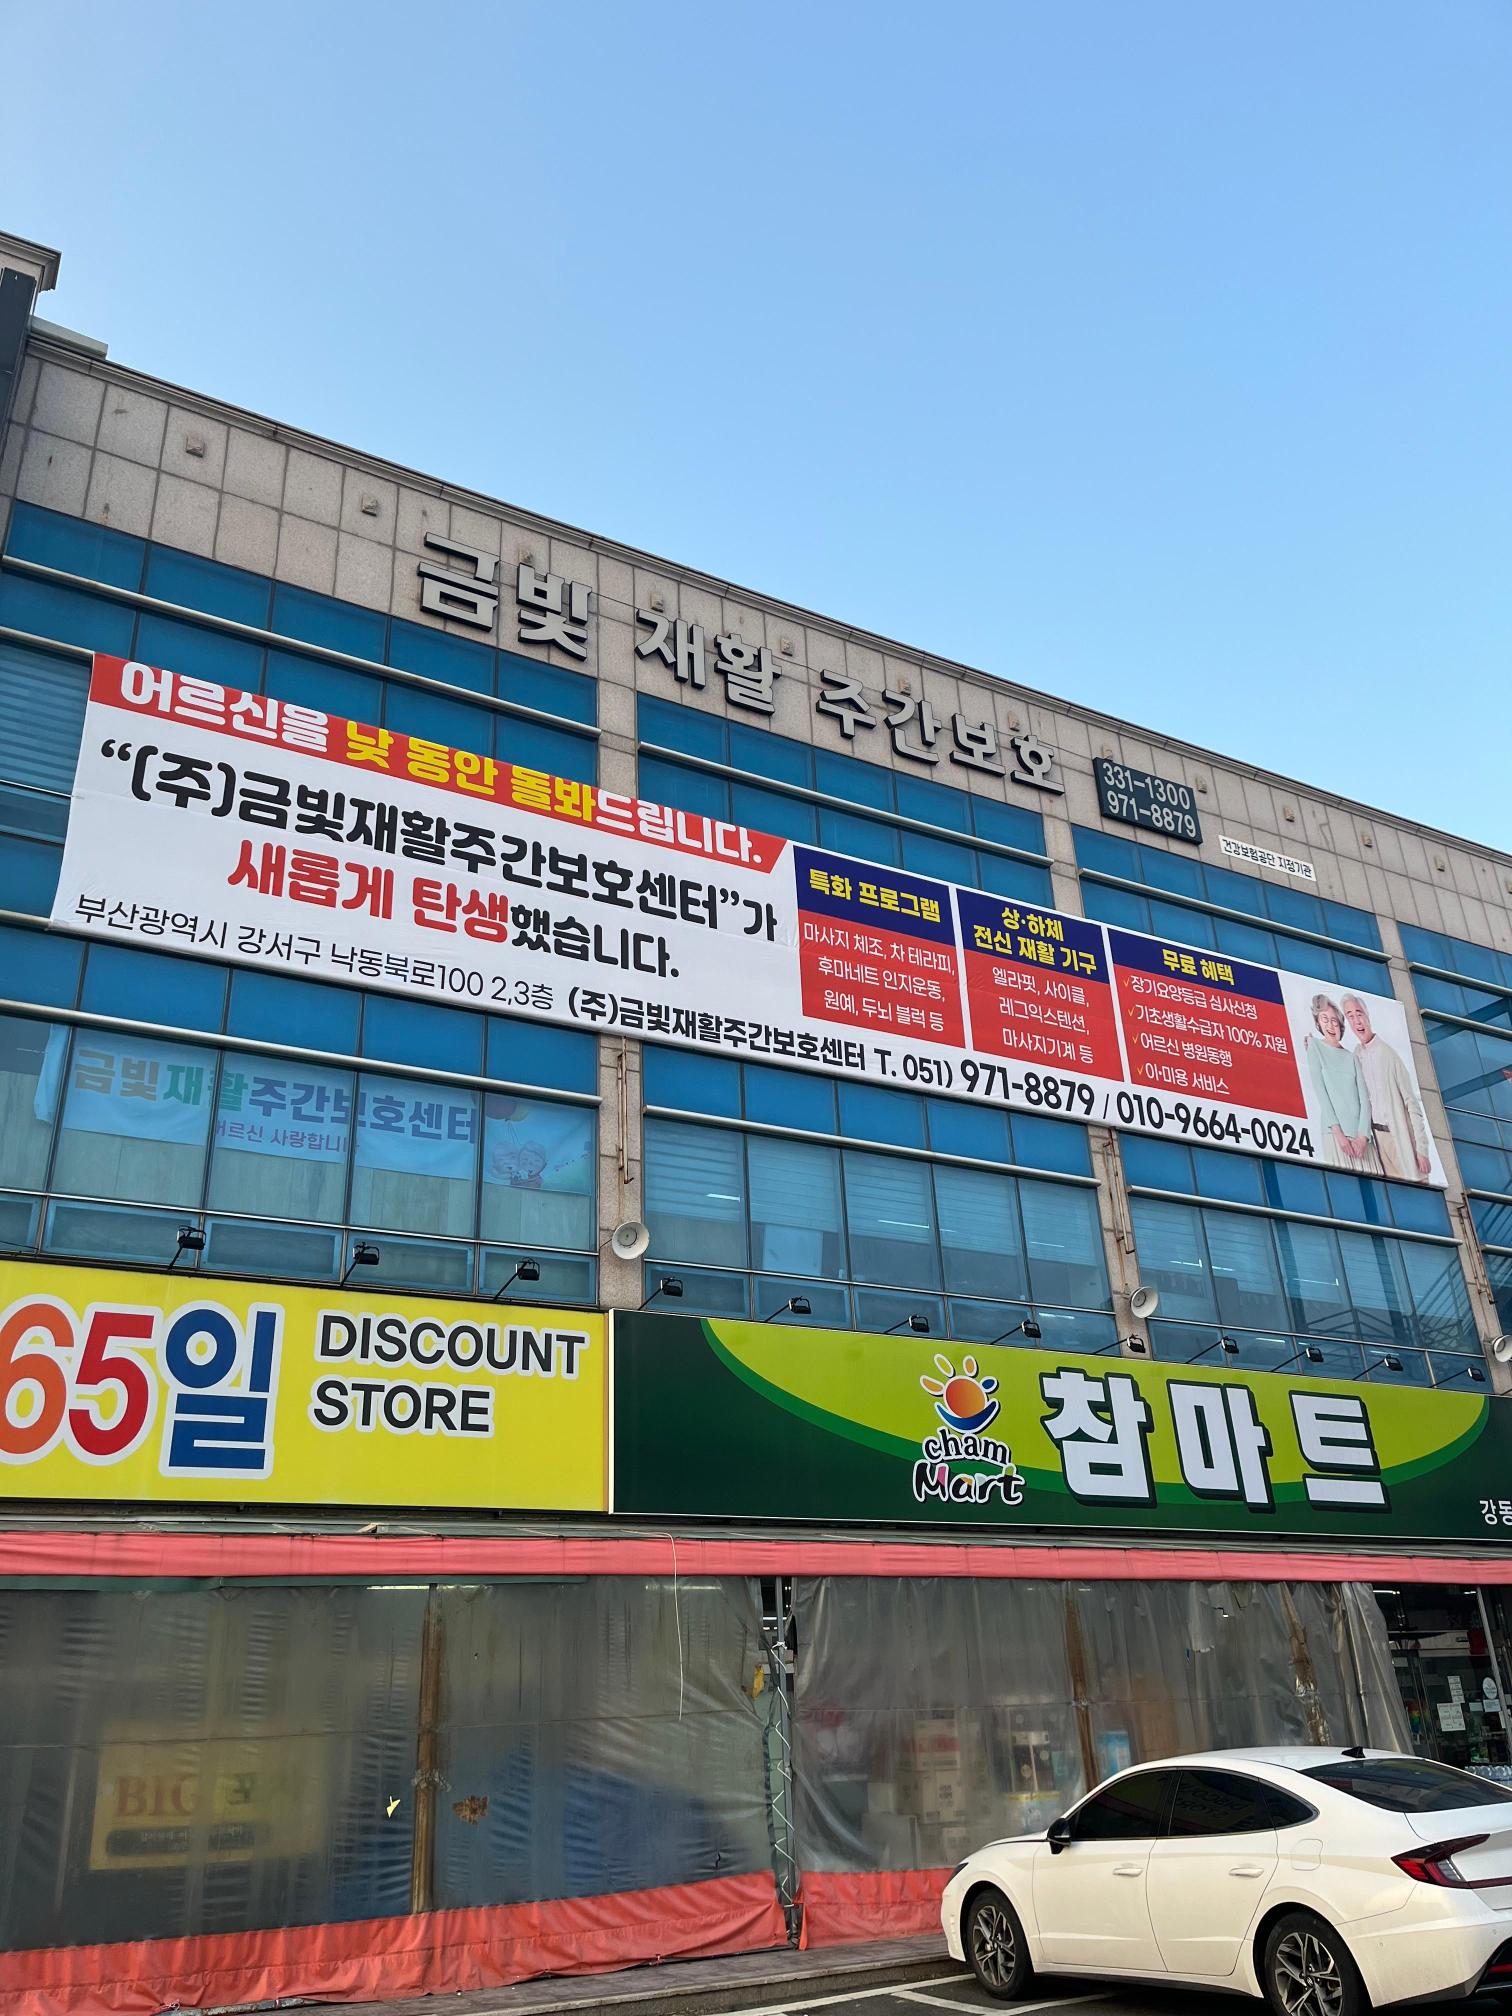 금빛 재활 주간보호
331-1300
971-8879
건강보험공단 지정기관
어르신을 낮 동안 돌봐드립니다.
“(주)금빛재활주간보호센터”가
새롭게 탄생했습니다.
부산광역시 강서구 낙동북로100 2,3층 (주)금빛재활주간보호센터 T. 051) 971-8879 / 010-9664-0024
특화 프로그램
마사지 체조, 차 테라피,
후마네트 인지운동,
원예, 두뇌 블럭 등
상·하체
전신 재활 기구
엘라핏, 사이클,
레그익스텐션,
마사지기계 등
무료 혜택
✓장기요양등급 심사신청
✓기초생활수급자 100% 지원
✓어르신 병원동행
✓이·미용 서비스
금빛재활주간보호센터
어르신 사랑합니
65일
DISCOUNT
STORE
cham
Mart
참마트
강동
BIG